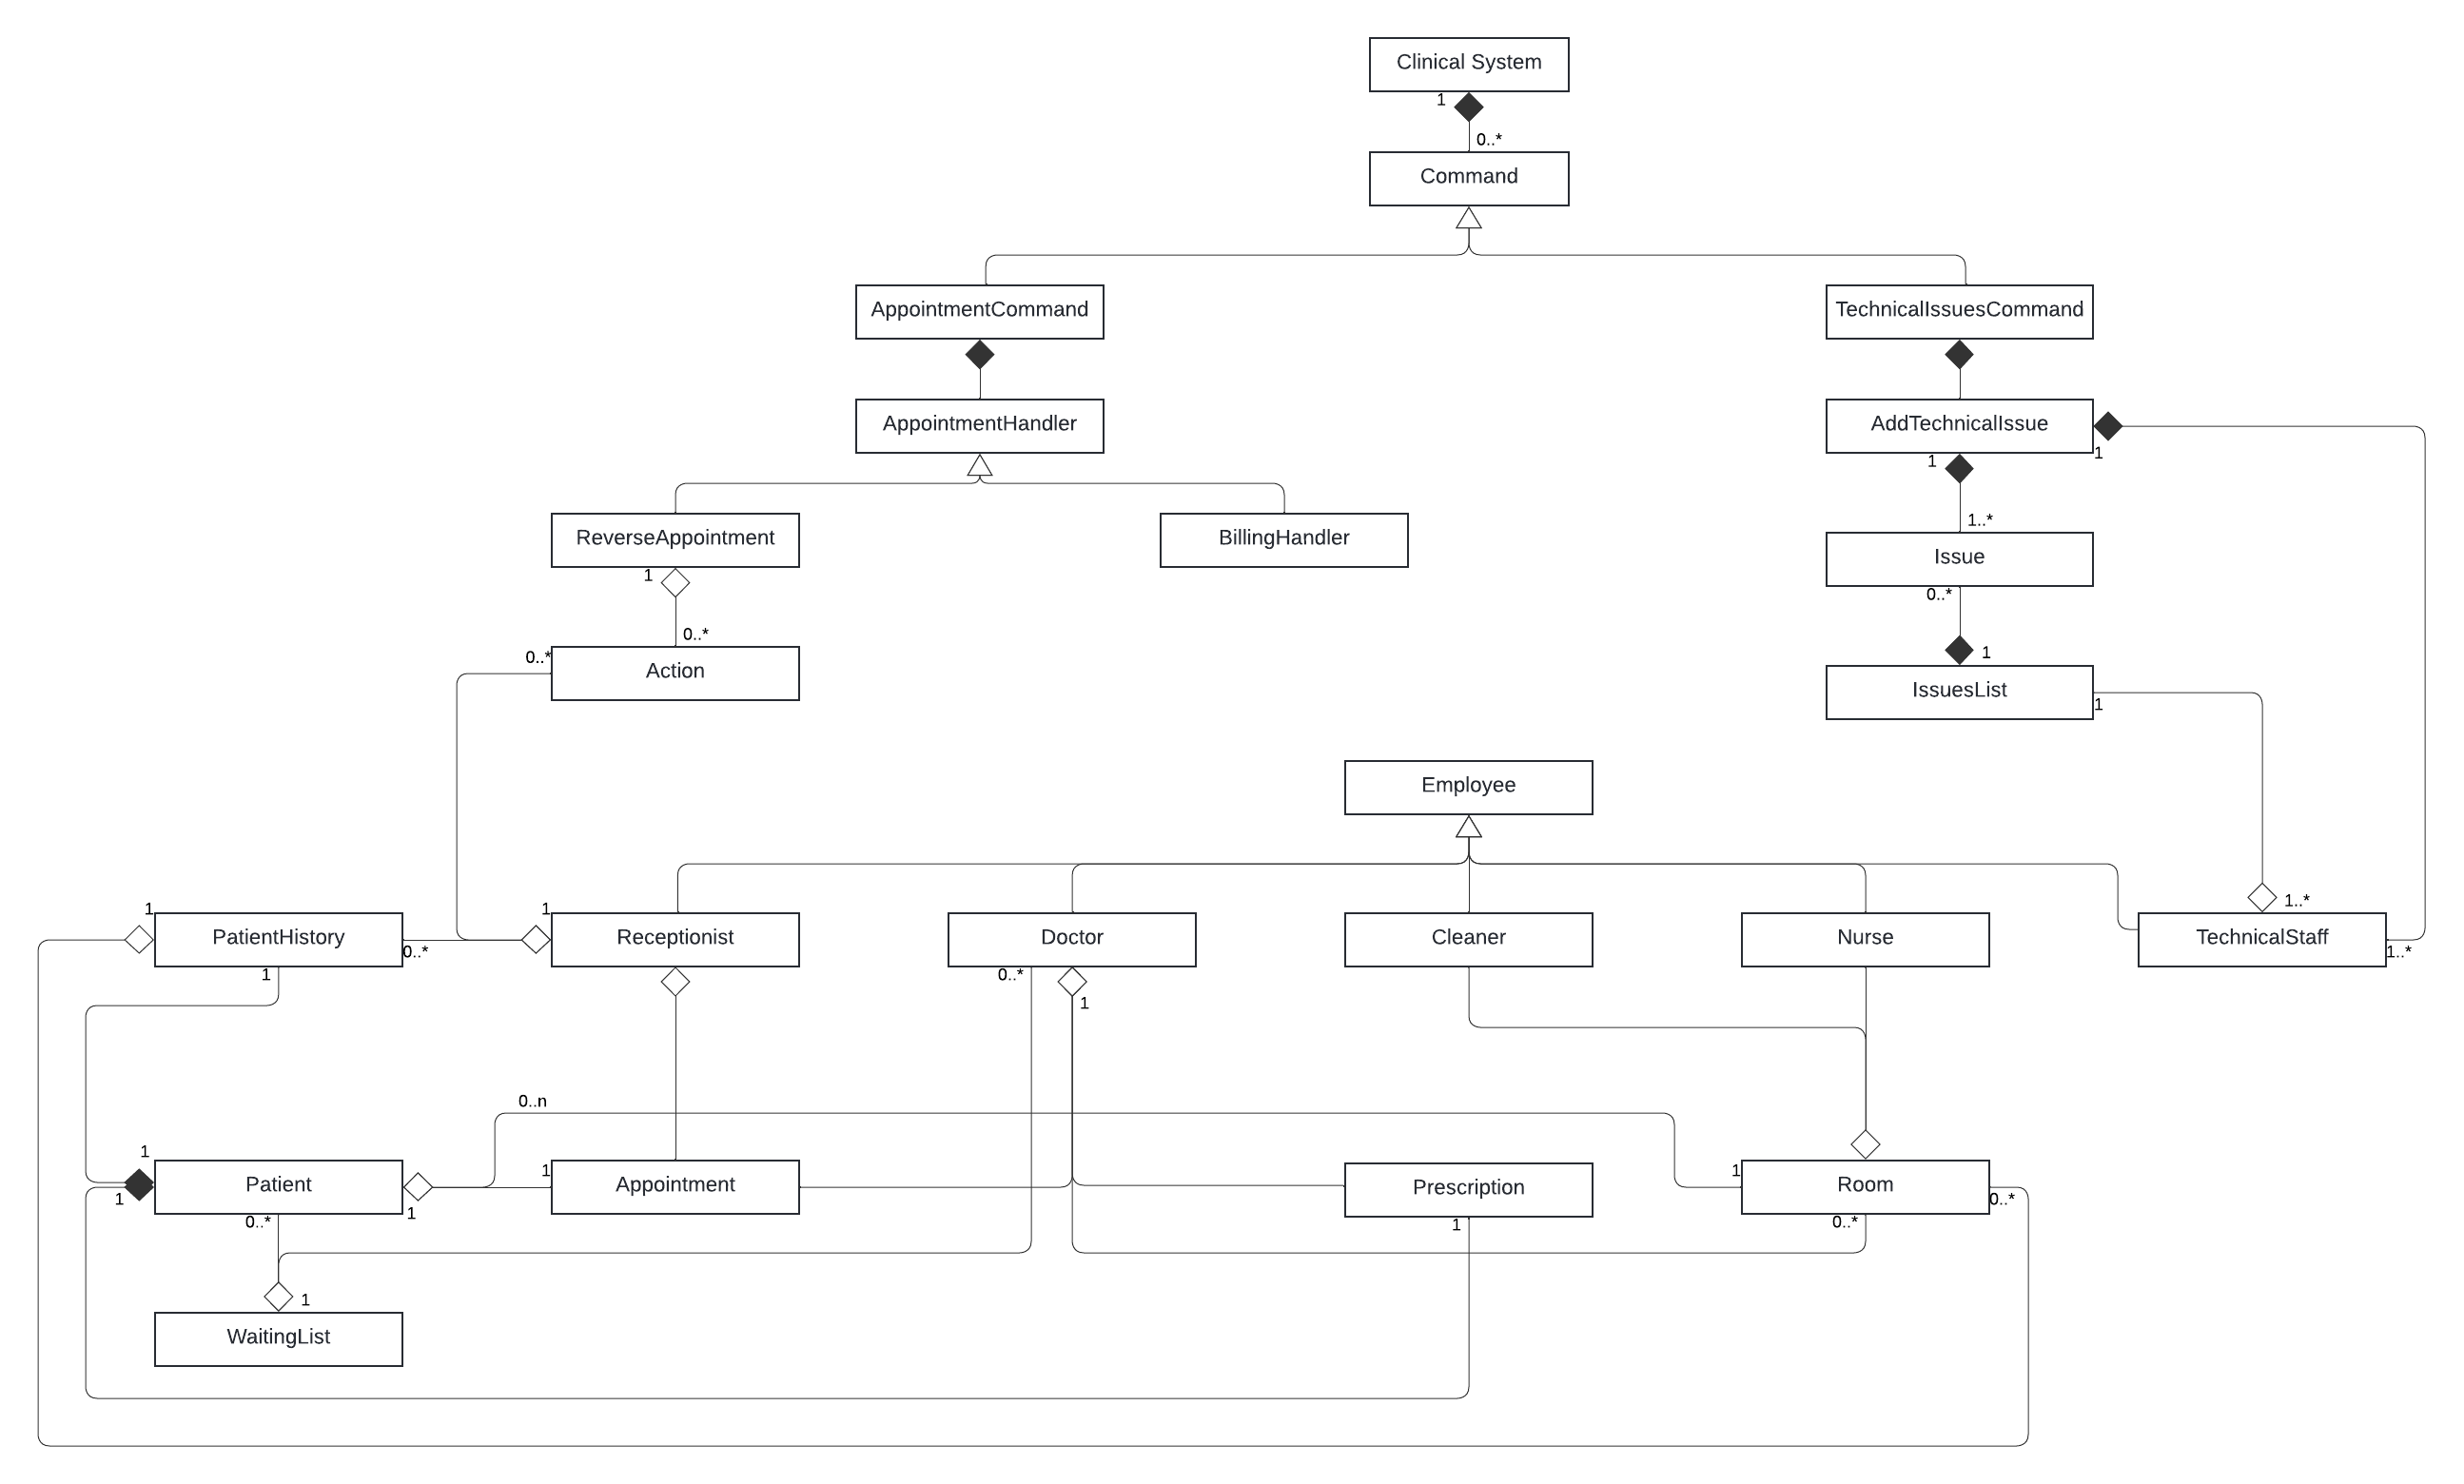 Clinical System
1
0..*
Command
AppointmentCommand
TechnicalIssuesCommand
AppointmentHandler
AddTechnicalIssue
1
1
ReverseAppointment
BillingHandler
1..*
Issue
1
0..*
0..*
0..*
Action
1
IssuesList
1
Employee
1..*
1
1
PatientHistory
Receptionist
Doctor
Cleaner
Nurse
TechnicalStaff
0..*
1..*
1
0..*
1
0..n
1
1
1
Patient
Appointment
Prescription
Room
1
1
0..*
0..*
1
0..*
1
WaitingList